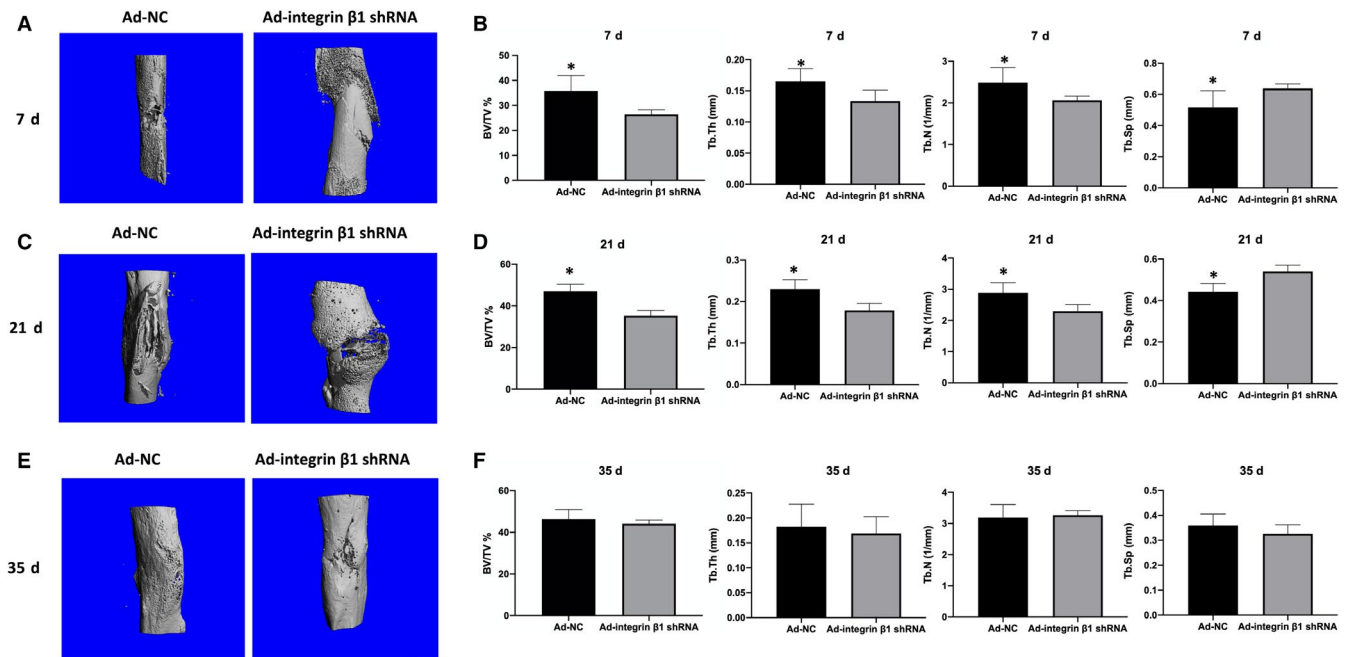 A
Ad-NC
Ad-integrin β1 shRNA
7 d
B
7 d
BV/TV %
50
40
30
20
10
0
*
Ad-NC
Ad-integrin β1 shRNA
7 d
Tb.Th (mm)
0.20
0.15
0.10
0.05
0.00
*
Ad-NC
Ad-integrin β1 shRNA
7 d
Tb.N (1/mm)
3
2
1
0
*
Ad-NC
Ad-integrin β1 shRNA
7 d
Tb.Sp (mm)
0.8
0.6
0.4
0.2
0.0
*
Ad-NC
Ad-integrin β1 shRNA
C
Ad-NC
Ad-integrin β1 shRNA
21 d
D
21 d
BV/TV %
60
40
20
0
*
Ad-NC
Ad-integrin β1 shRNA
21 d
Tb.Th (mm)
0.3
0.2
0.1
0.0
*
Ad-NC
Ad-integrin β1 shRNA
21 d
Tb.N (1/mm)
4
3
2
1
0
*
Ad-NC
Ad-integrin β1 shRNA
21 d
Tb.Sp (mm)
0.6
0.4
0.2
0.0
*
Ad-NC
Ad-integrin β1 shRNA
E
Ad-NC
Ad-integrin β1 shRNA
35 d
F
35 d
BV/TV %
60
40
20
0
Ad-NC
Ad-integrin β1 shRNA
35 d
Tb.Th (mm)
0.25
0.20
0.15
0.10
0.05
0.00
Ad-NC
Ad-integrin β1 shRNA
35 d
Tb.N (1/mm)
4
3
2
1
0
Ad-NC
Ad-integrin β1 shRNA
35 d
Tb.Sp (mm)
0.5
0.4
0.3
0.2
0.1
0.0
Ad-NC
Ad-integrin β1 shRNA